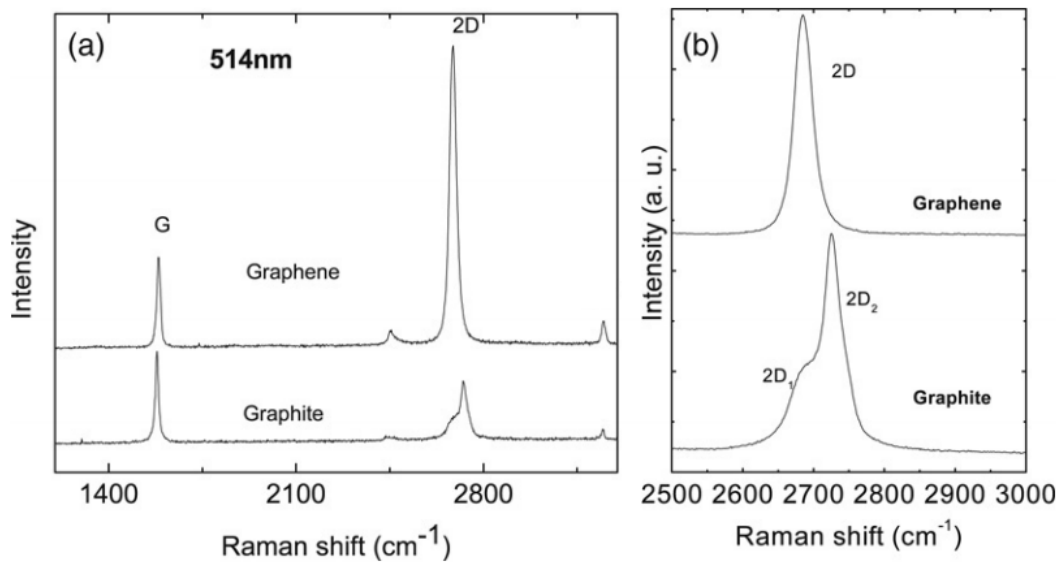 (a)
514nm
2D
G
Graphene
Graphite
Intensity
1400 2100 2800
Raman shift (cm⁻¹)
(b)
2D
Graphene
2D₂
2D₁
Graphite
Intensity (a. u.)
2500 2600 2700 2800 2900 3000
Raman shift (cm⁻¹)